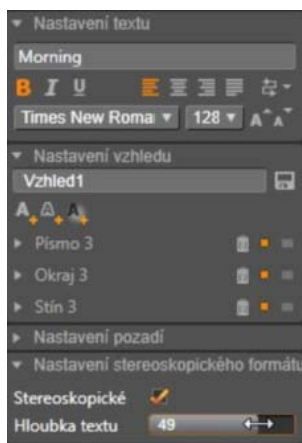 Nastavení textu
Morning
B I U
Times New Roma 128 A A
Nastavení vzhledu
Vzhled1
A A A
Písmo 3
Okraj 3
Stín 3
Nastavení pozadí
Nastavení stereoskopického formátu
Stereoskopické
Hloubka textu 49